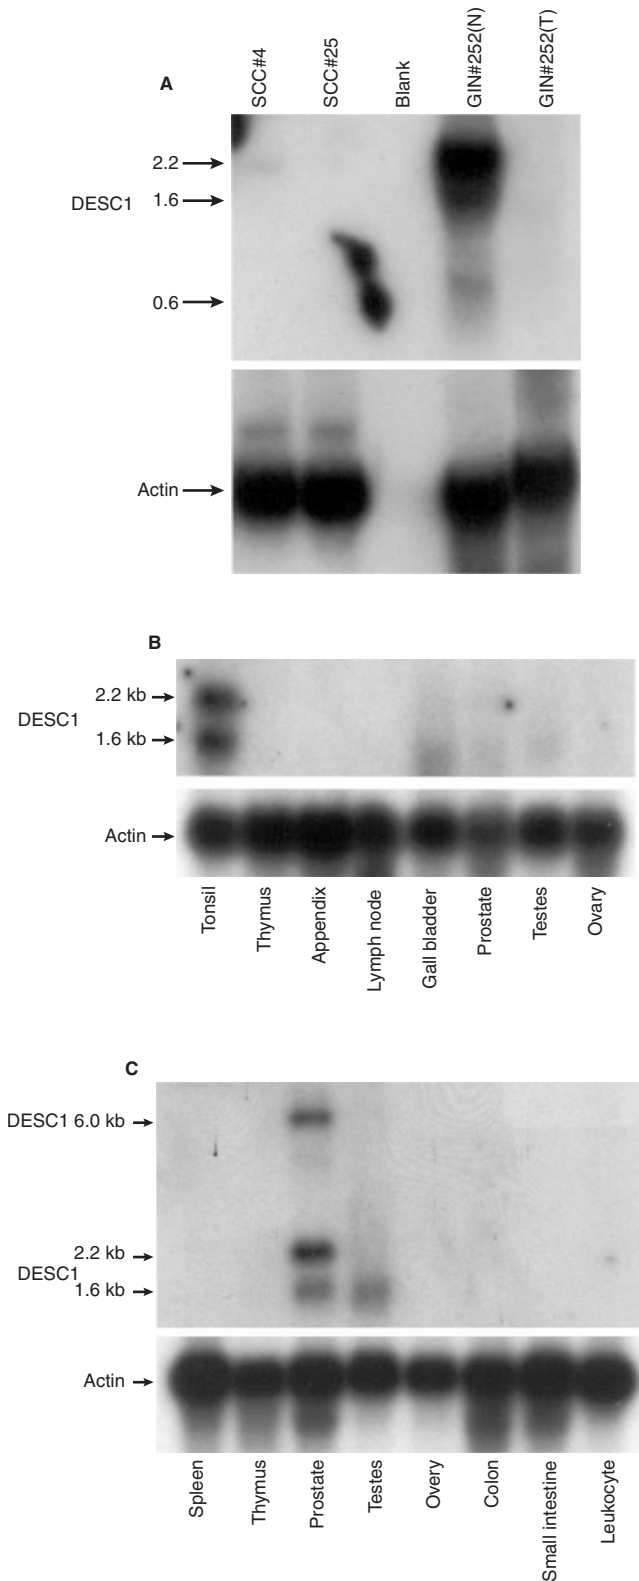 A
SCC#4
SCC#25
Blank
GIN#252(N)
GIN#252(T)
2.2
DESC1
1.6
0.6
Actin
B
2.2 kb
DESC1
1.6 kb
Actin
Tonsil
Thymus
Appendix
Lymph node
Gall bladder
Prostate
Testes
Ovary
C
DESC1 6.0 kb
2.2 kb
DESC1
1.6 kb
Actin
Spleen
Thymus
Prostate
Testes
Overy
Colon
Small intestine
Leukocyte